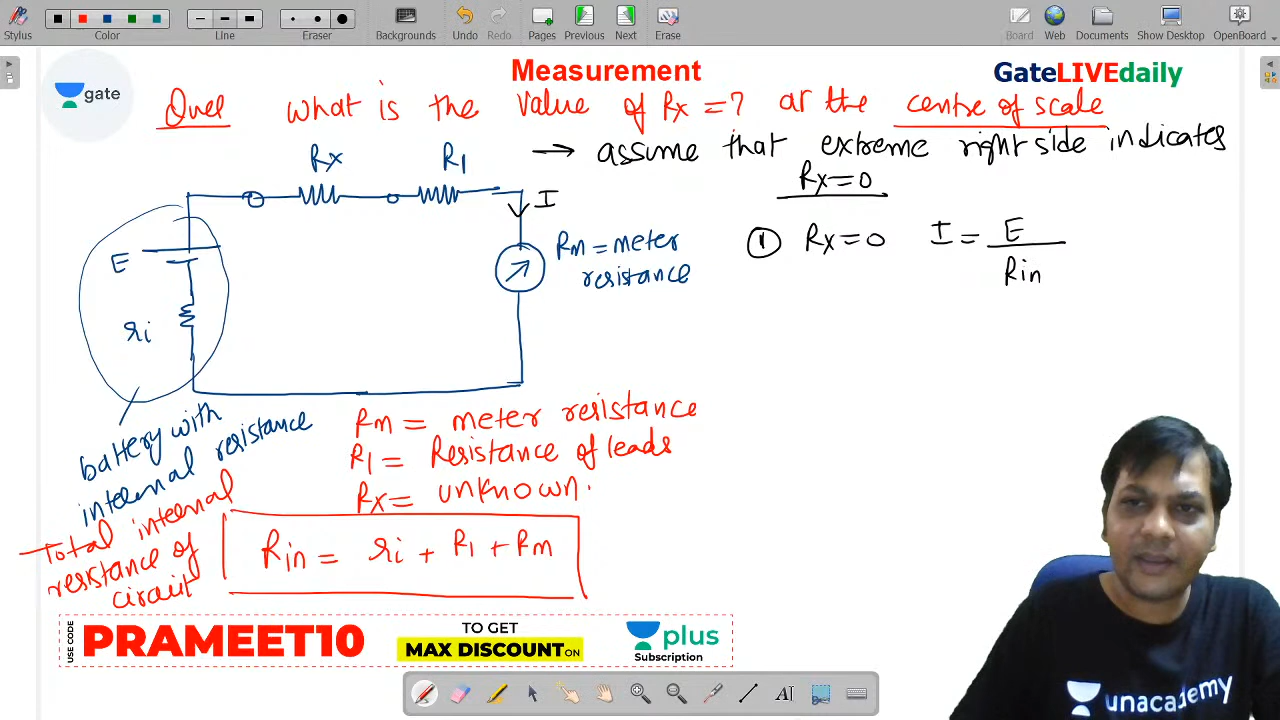 Stylus
Color
Line
Eraser
Backgrounds
Undo
Redo
Pages
Previous
Next
Erase
Board
Web
Documents
Show Desktop
OpenBoard
gate
Measurement
GateLIVEdaily
Ques What is the value of Rx = ? at the centre of scale
→ assume that extreme right side indicates
Rx=0
Rx
R1
I
E
ri
Rm = meter
resistance
① Rx=0 I = E
Rin
battery with
internal resistance
Rm = meter resistance
R1 = Resistance of leads
Rx = unknown.
Total internal
resistance of
circuit
Rin = ri + R1 + Rm
USE CODE
PRAMEET10
TO GET
MAX DISCOUNT ON
plus
Subscription
AI
unacademy